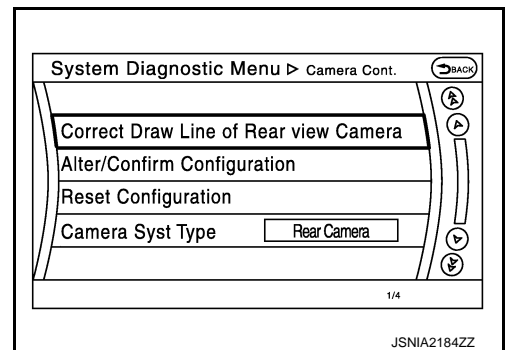 System Diagnostic Menu ▷ Camera Cont.
BACK
Correct Draw Line of Rear view Camera
Alter/Confirm Configuration
Reset Configuration
Camera Syst Type Rear Camera
1/4
JSNIA2184ZZ